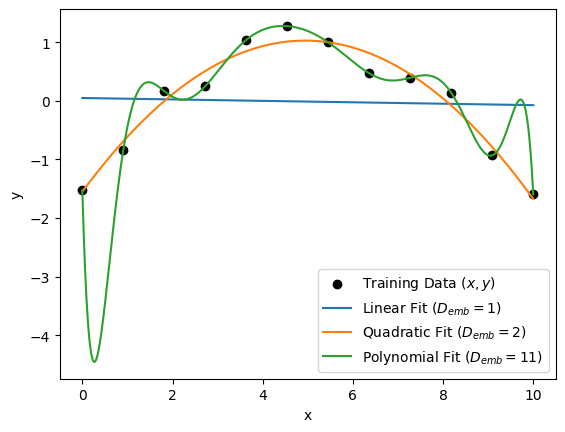 1
0
−1
−2
−3
−4
y
0
2
4
6
8
10
x
Training Data (x, y)
Linear Fit (D_emb = 1)
Quadratic Fit (D_emb = 2)
Polynomial Fit (D_emb = 11)